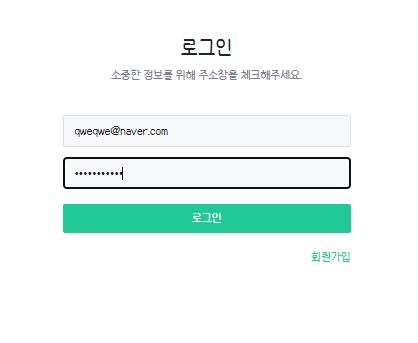 로그인
소중한 정보를 위해 주소창을 체크해주세요.
qweqwe@naver.com
•••••••••••
로그인
회원가입